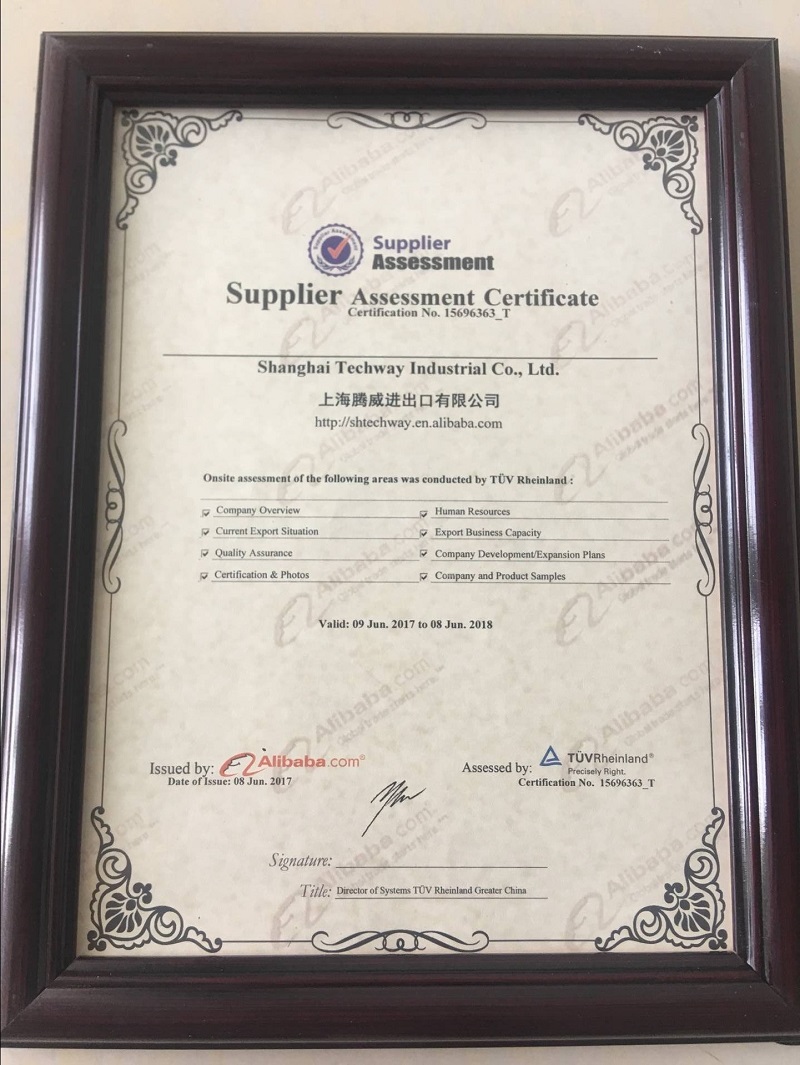 Supplier Assessment
Supplier
Assessment
Supplier Assessment Certificate
Certification No. 15696363_T
Shanghai Techway Industrial Co., Ltd.
上海腾威进出口有限公司
http://shtechway.en.alibaba.com
Onsite assessment of the following areas was conducted by TÜV Rheinland :
Company Overview
Human Resources
Current Export Situation
Export Business Capacity
Quality Assurance
Company Development/Expansion Plans
Certification & Photos
Company and Product Samples
Valid: 09 Jun. 2017 to 08 Jun. 2018
Issued by: Alibaba.com®
Date of Issue: 08 Jun. 2017
Assessed by: TÜVRheinland®
Precisely Right.
Certification No. 15696363_T
Signature:
Title: Director of Systems TÜV Rheinland Greater China